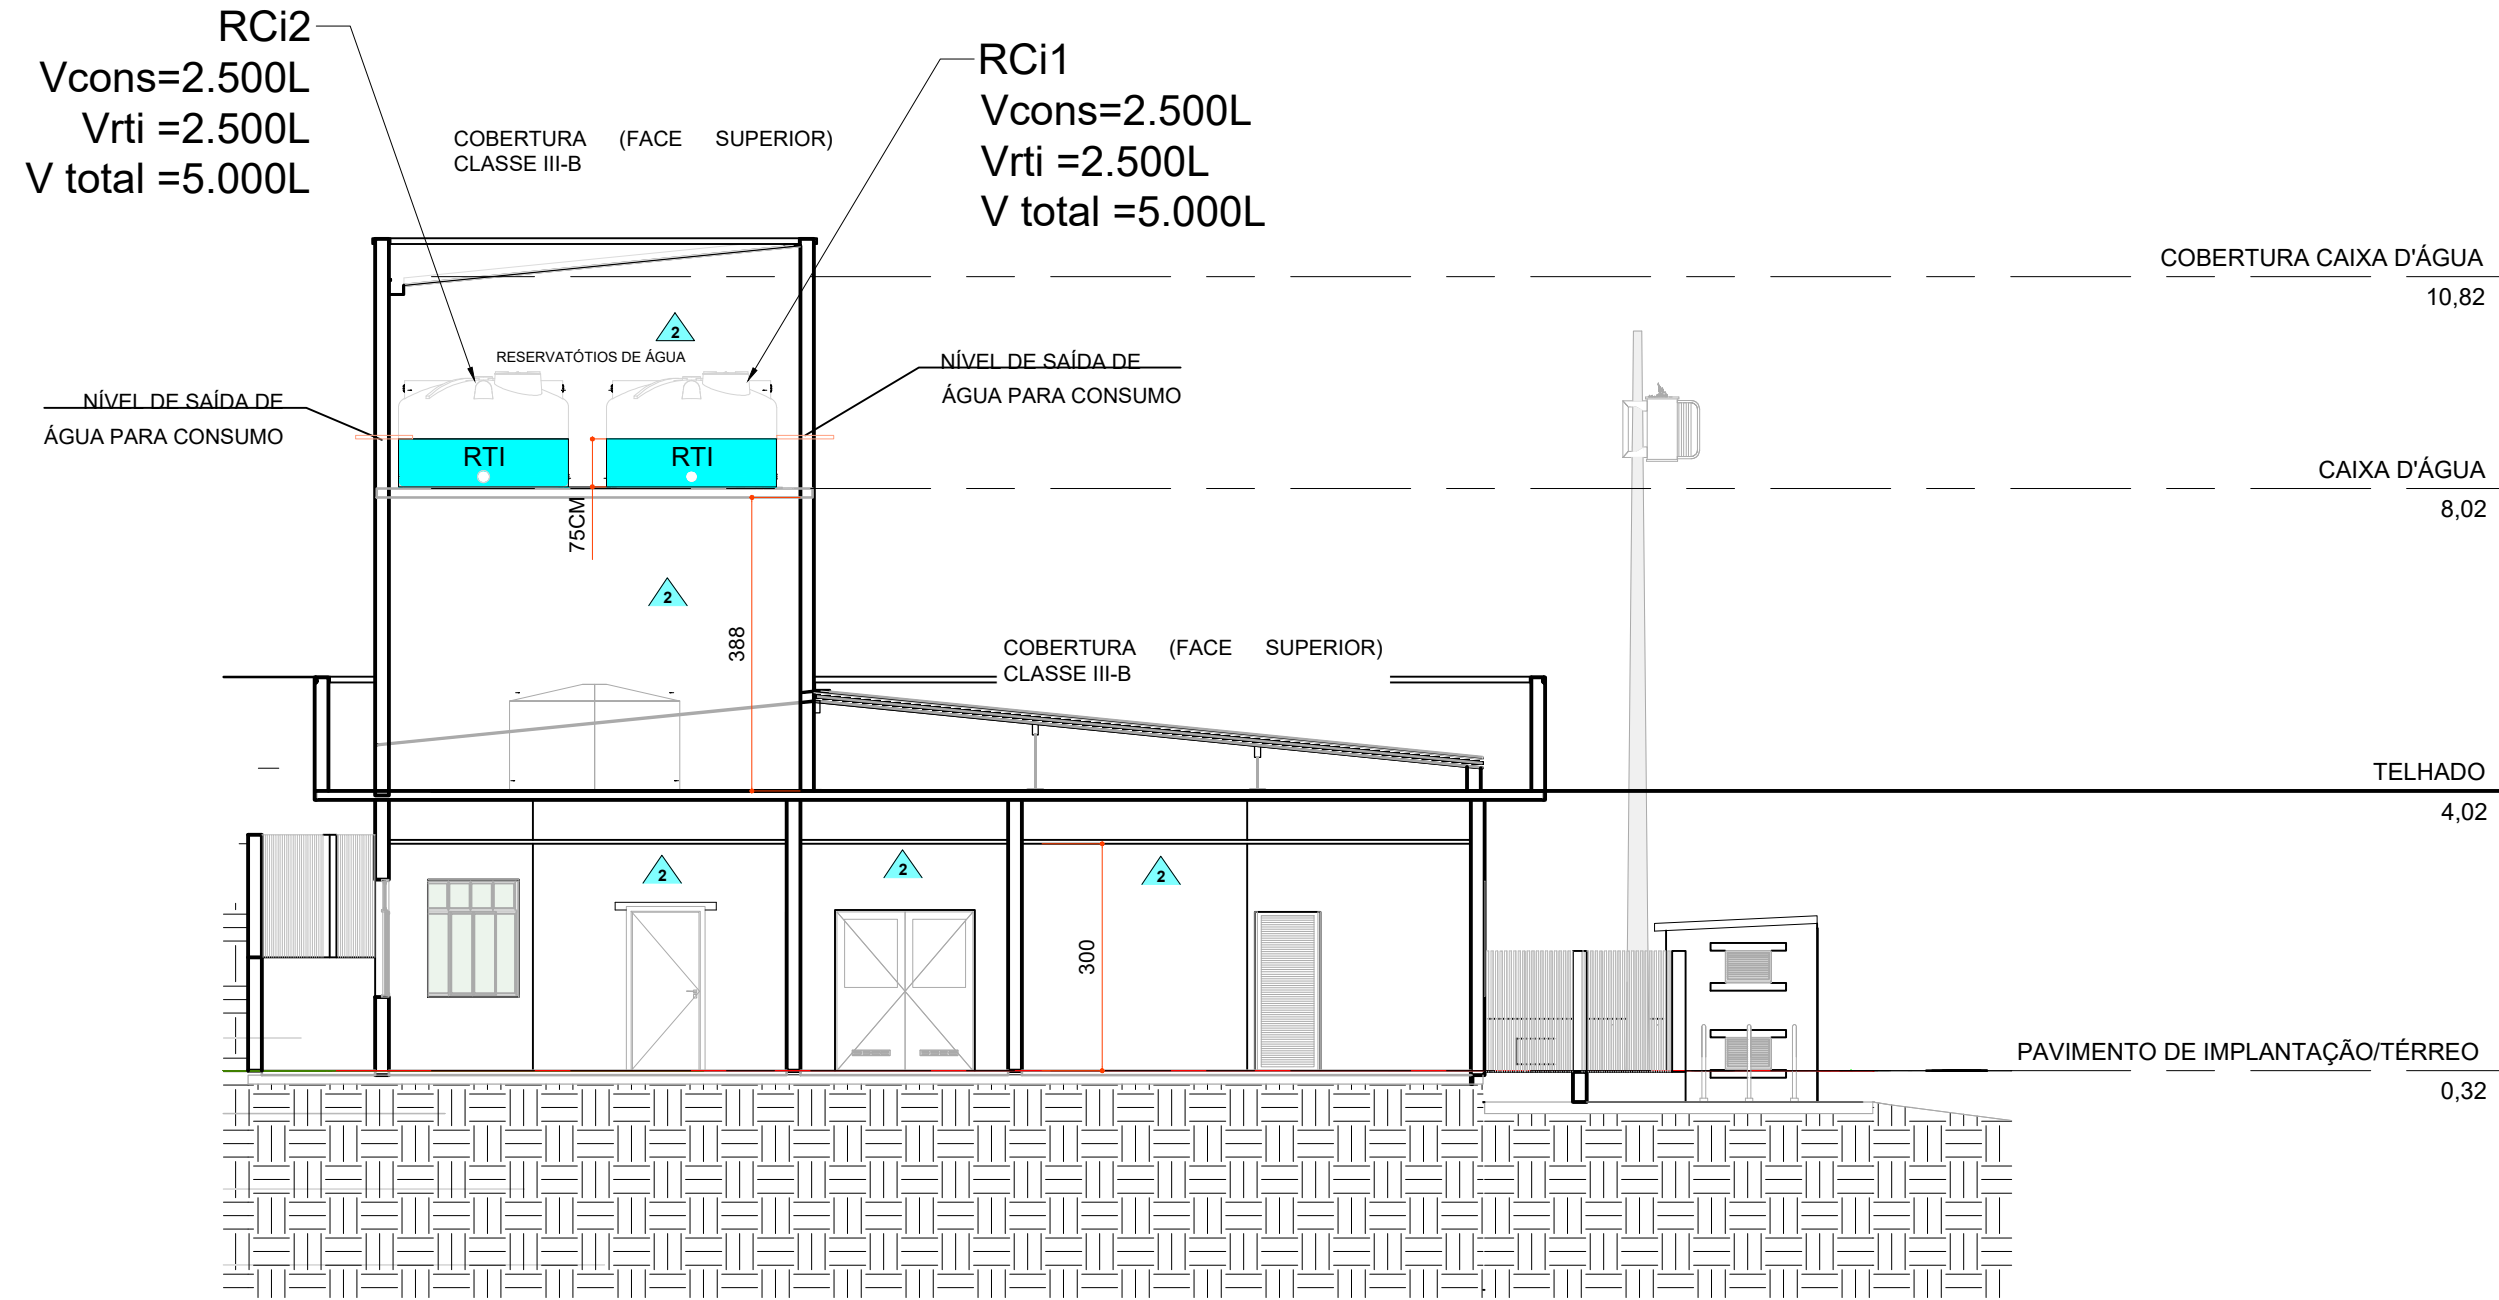 RCi2
Vcons=2.500L
Vrti =2.500L
V total =5.000L
RCi1
Vcons=2.500L
Vrti =2.500L
V total =5.000L
COBERTURA (FACE SUPERIOR)
CLASSE III-B
COBERTURA CAIXA D'ÁGUA
10,82
2
RESERVATÓTIOS DE ÁGUA
NÍVEL DE SAÍDA DE
ÁGUA PARA CONSUMO
NÍVEL DE SAÍDA DE
ÁGUA PARA CONSUMO
RTI
RTI
CAIXA D'ÁGUA
8,02
75CM
2
388
COBERTURA (FACE SUPERIOR)
CLASSE III-B
TELHADO
4,02
2
2
2
300
PAVIMENTO DE IMPLANTAÇÃO/TÉRREO
0,32